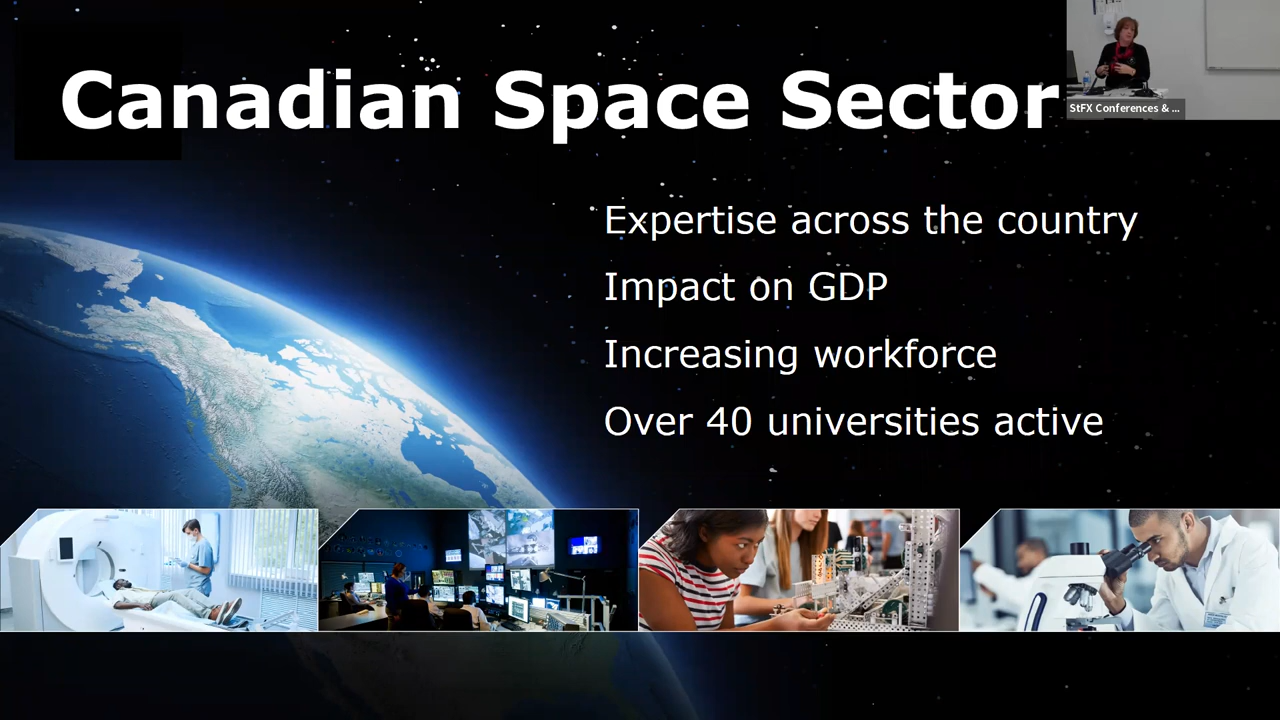 Canadian Space Sector
StFX Conferences & ...
Expertise across the country
Impact on GDP
Increasing workforce
Over 40 universities active